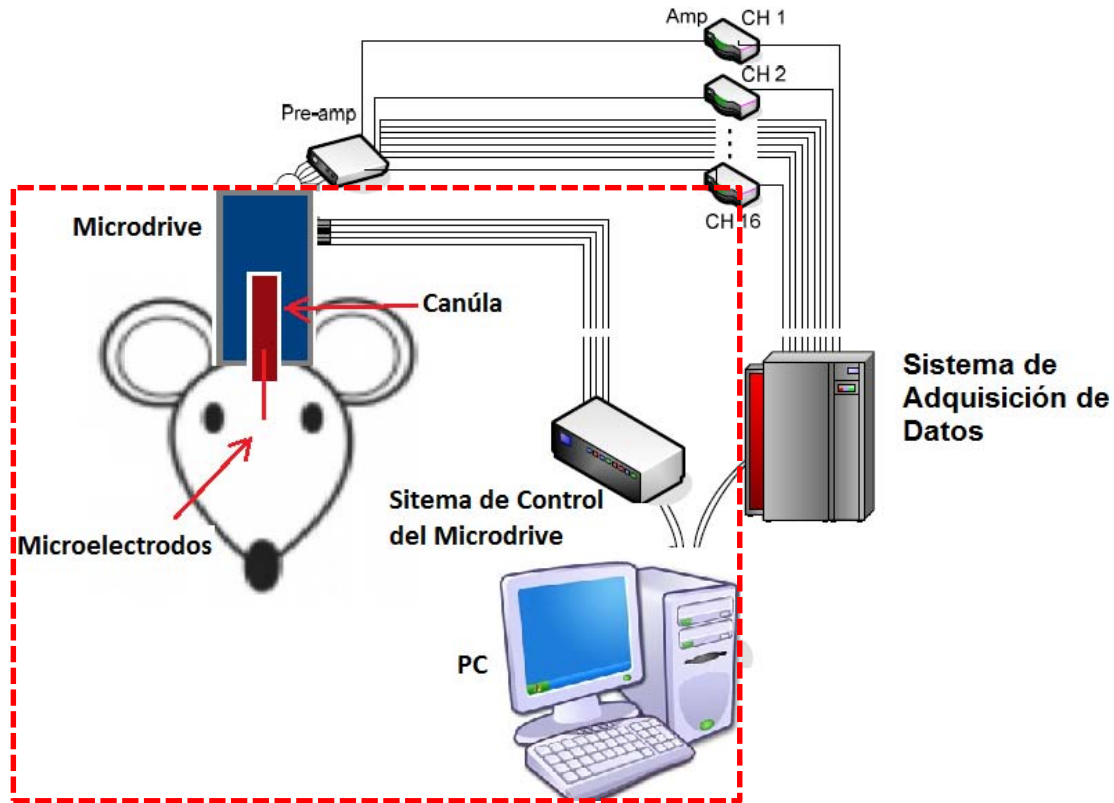 Amp CH 1
CH 2
Pre-amp
CH 16
Microdrive
Canúla
Sistema de
Adquisición de
Datos
Sitema de Control
del Microdrive
Microelectrodos
PC